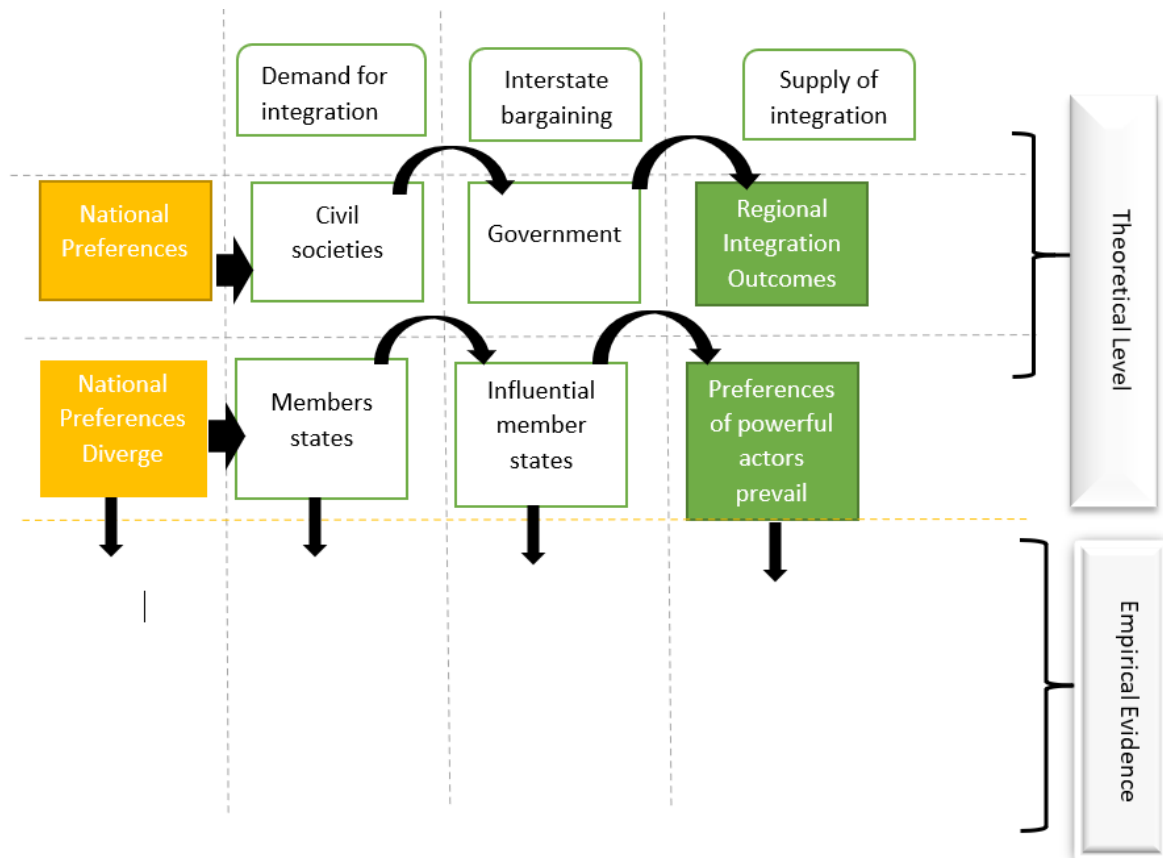 Demand for
integration
Interstate
bargaining
Supply of
integration
National
Preferences
Civil
societies
Government
Regional
Integration
Outcomes
National
Preferences
Diverge
Members
states
Influential
member
states
Preferences
of powerful
actors
prevail
Theoretical Level
Empirical Evidence